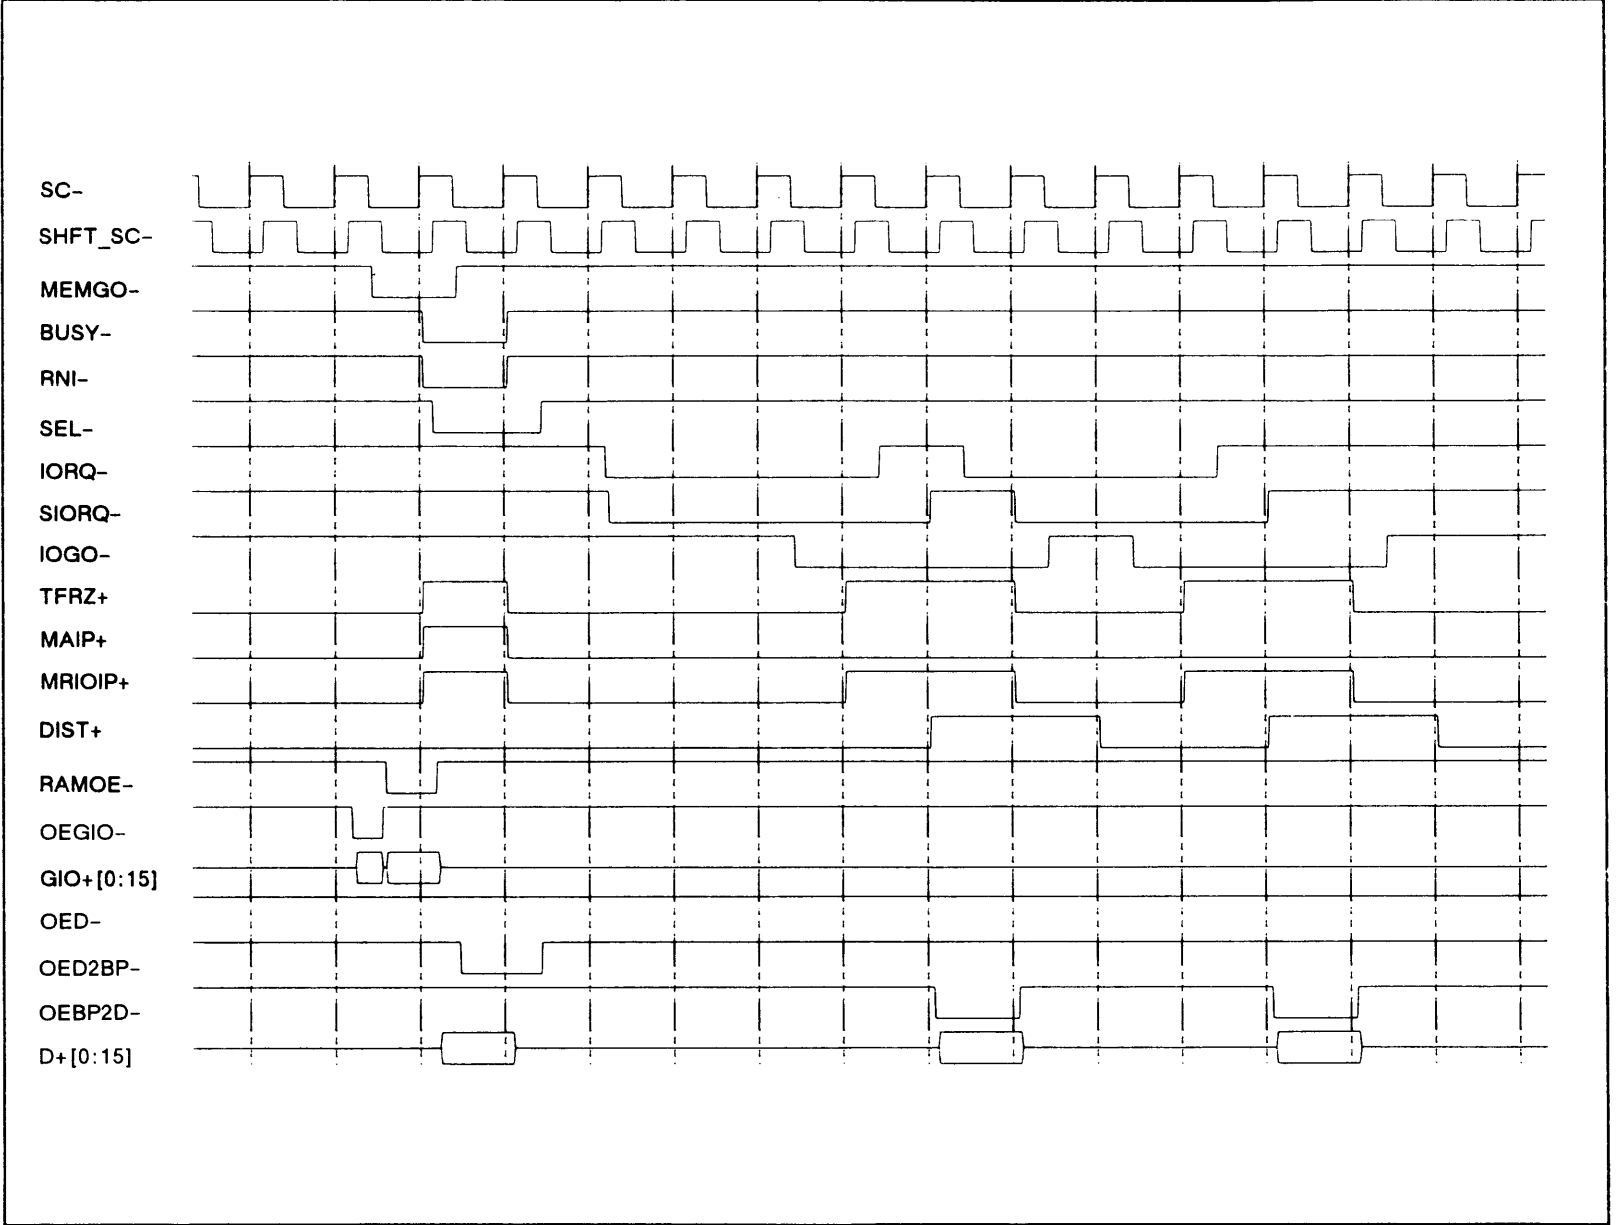 SC-
SHFT_SC-
MEMGO-
BUSY-
RNI-
SEL-
IORQ-
SIORQ-
IOGO-
TFRZ+
MAIP+
MRIOIP+
DIST+
RAMOE-
OEGIO-
GIO+[0:15]
OED-
OED2BP-
OEBP2D-
D+[0:15]